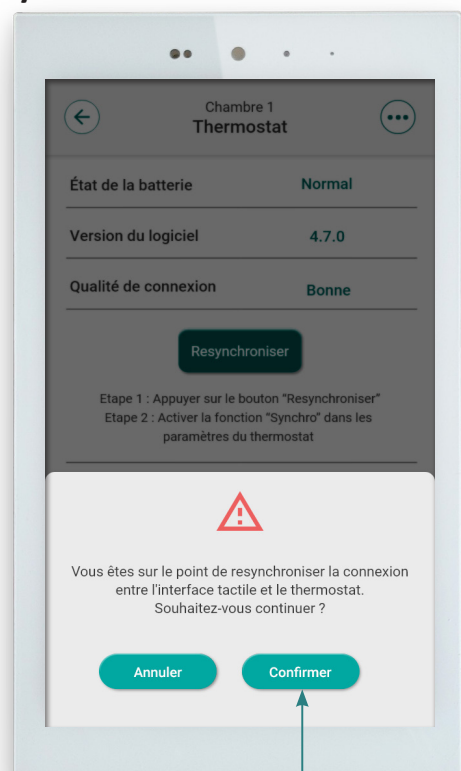 Chambre 1
Thermostat
État de la batterie Normal
Version du logiciel 4.7.0
Qualité de connexion Bonne
Resynchroniser
Etape 1 : Appuyer sur le bouton "Resynchroniser"
Etape 2 : Activer la fonction "Synchro" dans les
paramètres du thermostat
Vous êtes sur le point de resynchroniser la connexion
entre l'interface tactile et le thermostat.
Souhaitez-vous continuer ?
Annuler Confirmer